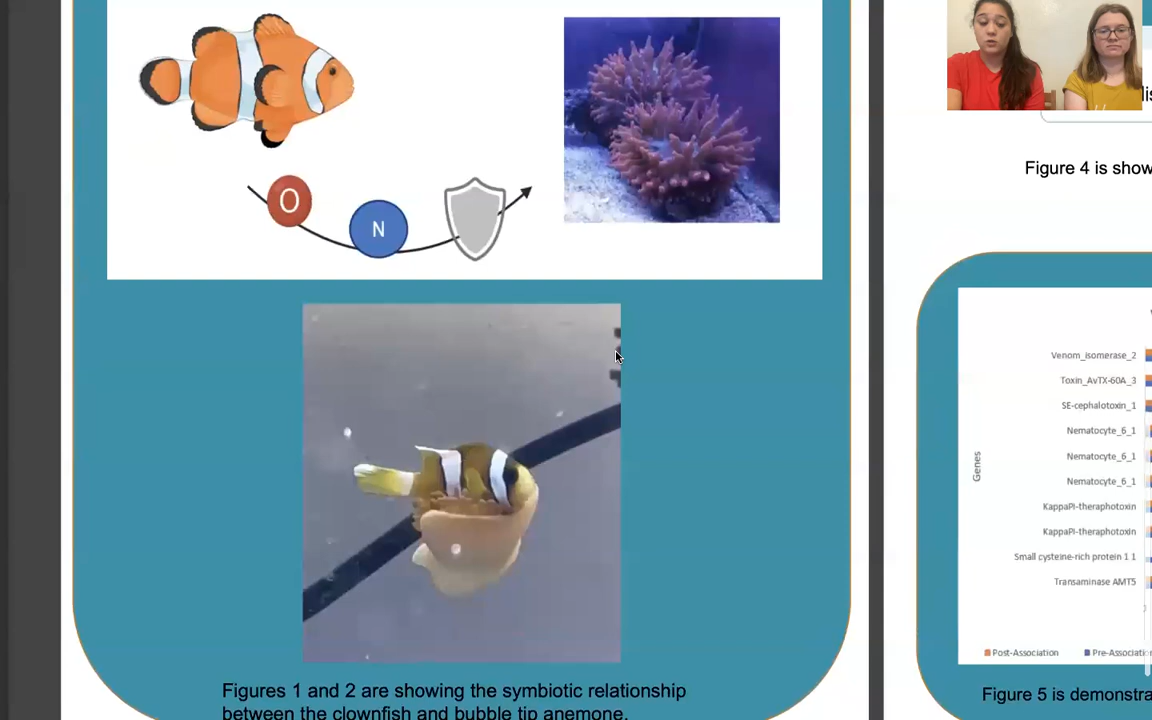 O
N
Figures 1 and 2 are showing the symbiotic relationship
between the clownfish and bubble tip anemone.
Figure 4 is show
Genes
Venom_isomerase_2
Toxin_AvTX-60A_3
SE-cephalotoxin_1
Nematocyte_6_1
Nematocyte_6_1
Nematocyte_6_1
KappaPI-theraphotoxin
KappaPI-theraphotoxin
Small cysteine-rich protein 1 1
Transaminase AMT5
Post-Association
Pre-Associatio
Figure 5 is demonstra